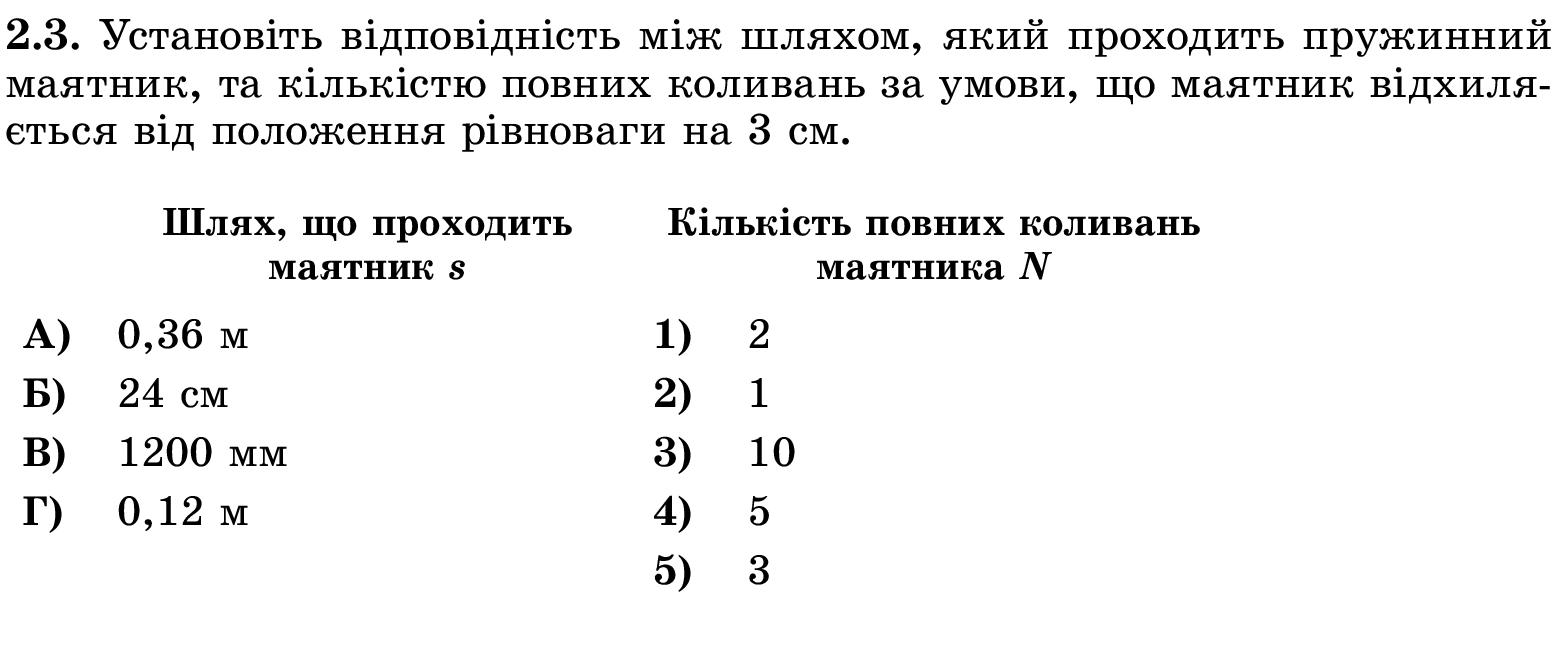 2.3. Установіть відповідність між шляхом, який проходить пружинний
маятник, та кількістю повних коливань за умови, що маятник відхиля-
ється від положення рівноваги на 3 см.
Шлях, що проходить
маятник s
Кількість повних коливань
маятника N
А) 0,36 м
1) 2
Б) 24 см
2) 1
В) 1200 мм
3) 10
Г) 0,12 м
4) 5
5) 3